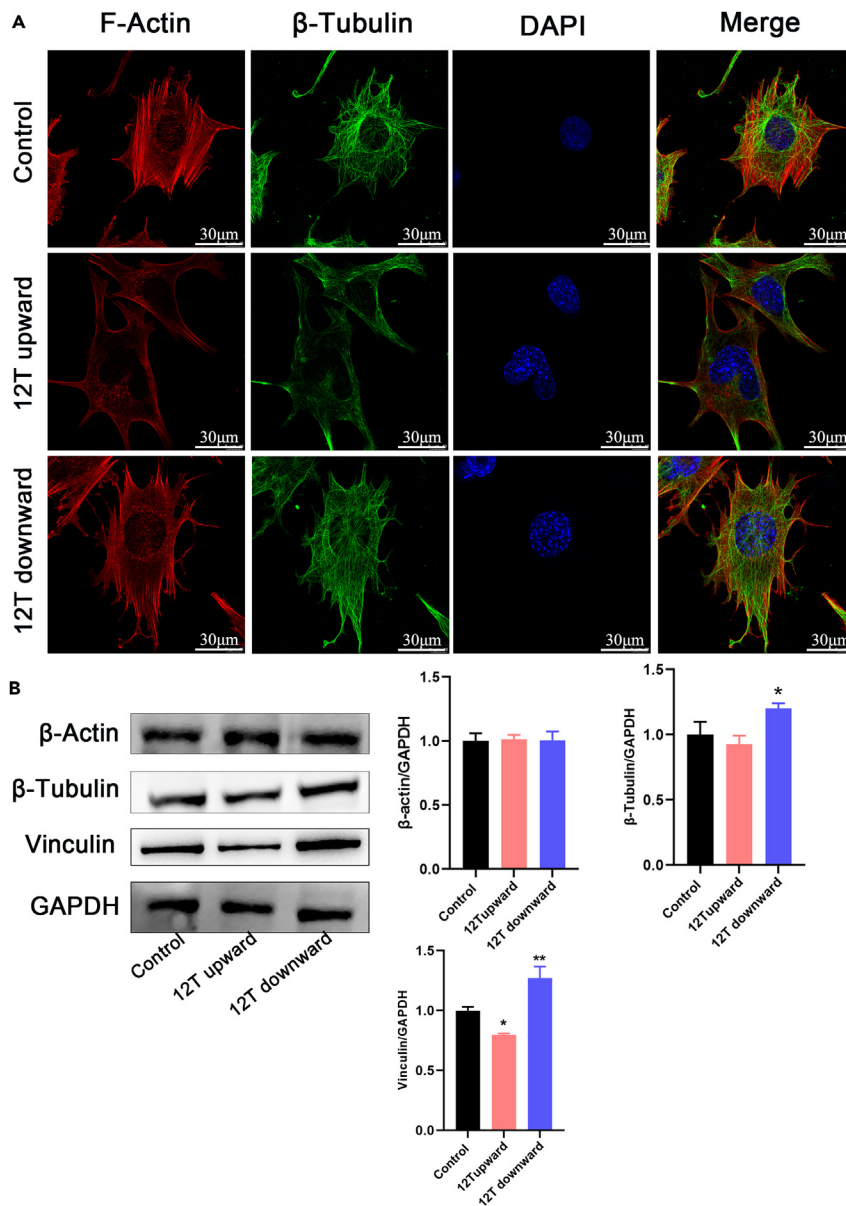 A
F-Actin
β-Tubulin
DAPI
Merge
Control
30μm
30μm
30μm
30μm
12T upward
30μm
30μm
30μm
30μm
12T downward
30μm
30μm
30μm
30μm
B
β-Actin
β-Tubulin
Vinculin
GAPDH
Control
12T upward
12T downward
β-actin/GAPDH
1.5
1.0
0.5
0.0
Control
12Tupward
12T downward
β-Tubulin/GAPDH
1.5
1.0
0.5
0.0
*
Control
12Tupward
12T downward
Vinculin/GAPDH
1.5
1.0
0.5
0.0
*
**
Control
12Tupward
12T downward